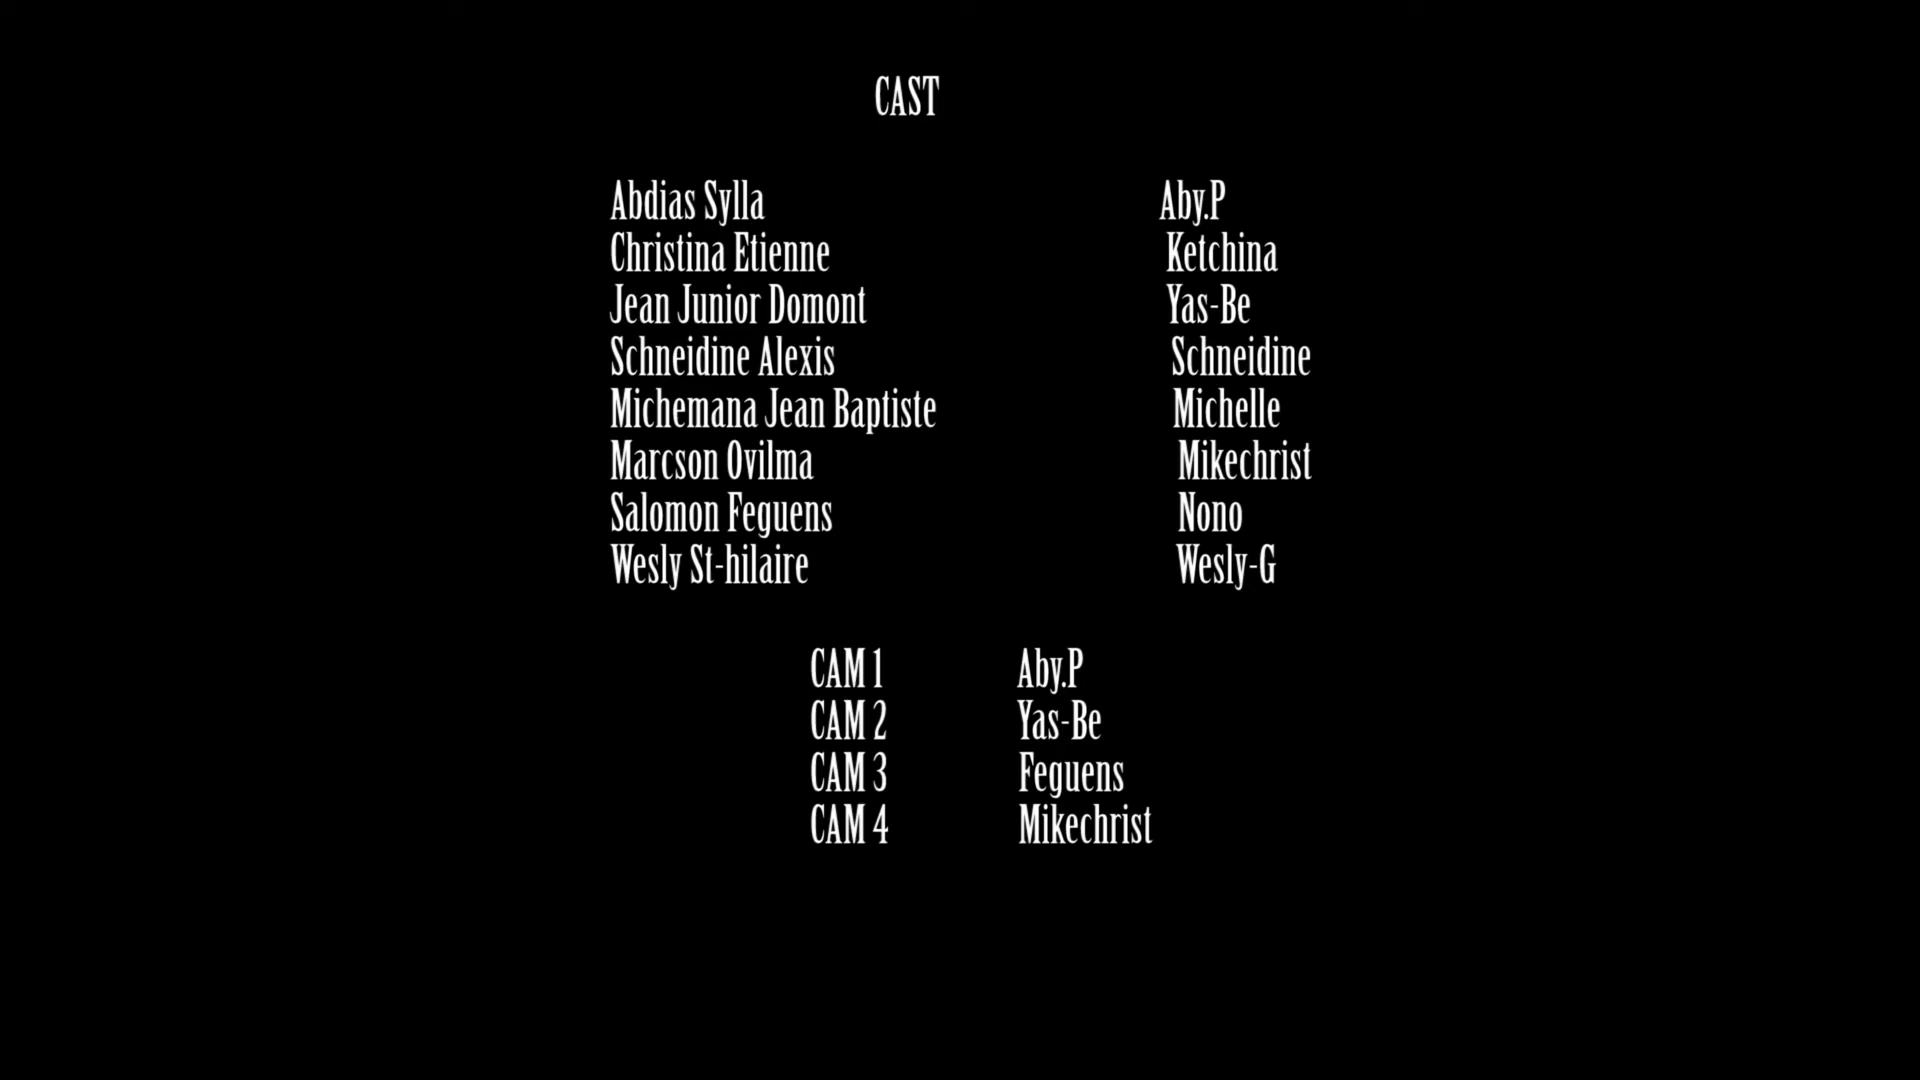 CAST
Abdias Sylla Aby.P
Christina Etienne Ketchina
Jean Junior Domont Yas-Be
Schneidine Alexis Schneidine
Michemana Jean Baptiste Michelle
Marcson Ovilma Mikechrist
Salomon Feguens Nono
Wesly St-hilaire Wesly-G
CAM 1 Aby.P
CAM 2 Yas-Be
CAM 3 Feguens
CAM 4 Mikechrist